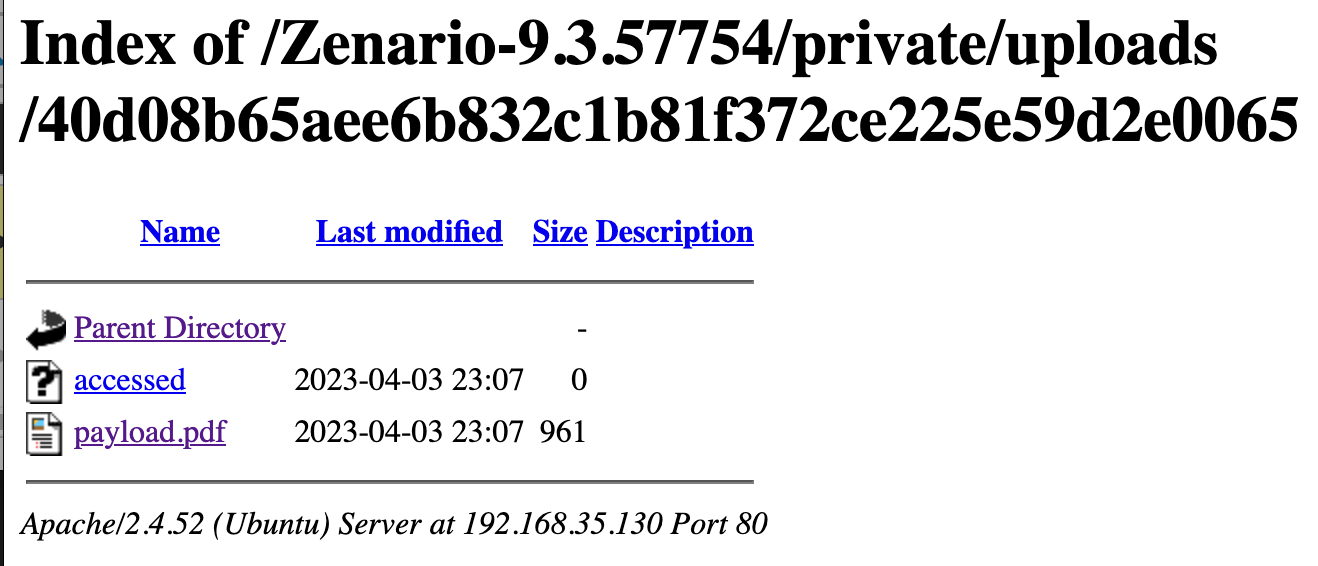 Index of /Zenario-9.3.57754/private/uploads
/40d08b65aee6b832c1b81f372ce225e59d2e0065
Name Last modified Size Description
Parent Directory -
accessed 2023-04-03 23:07 0
payload.pdf 2023-04-03 23:07 961
Apache/2.4.52 (Ubuntu) Server at 192.168.35.130 Port 80